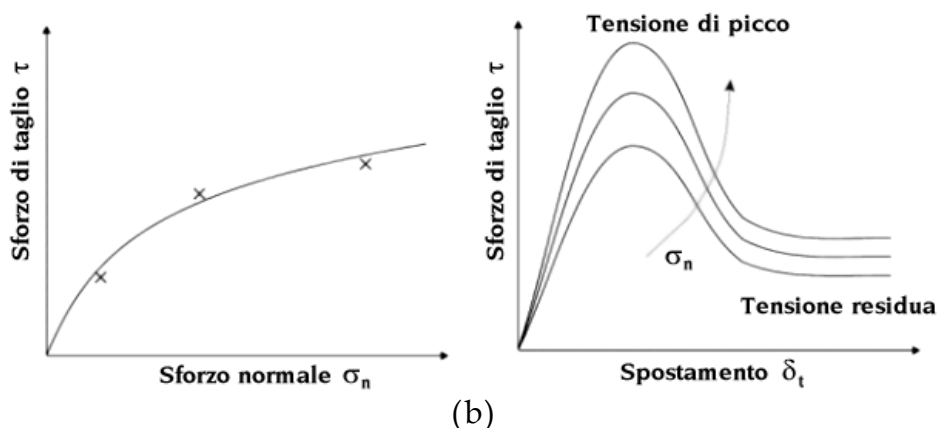 Sforzo di taglio τ
Sforzo normale σn
Tensione di picco
Sforzo di taglio τ
σn
Tensione residua
Spostamento δt
(b)